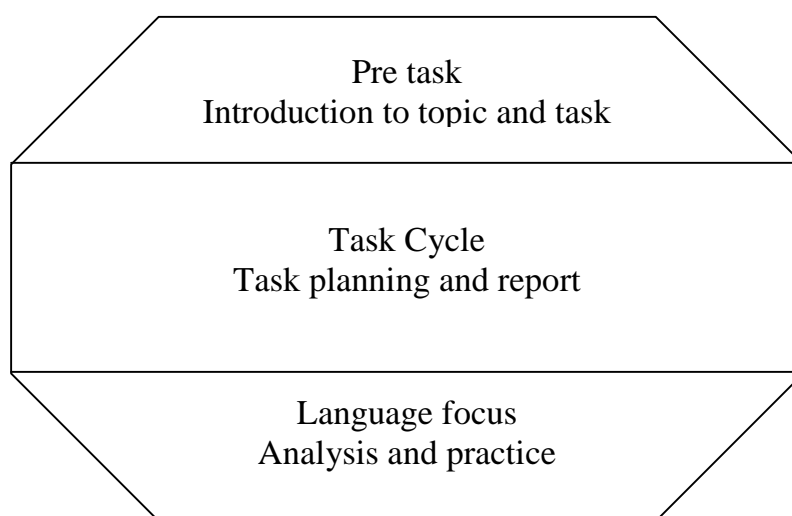 Pre task
Introduction to topic and task
Task Cycle
Task planning and report
Language focus
Analysis and practice